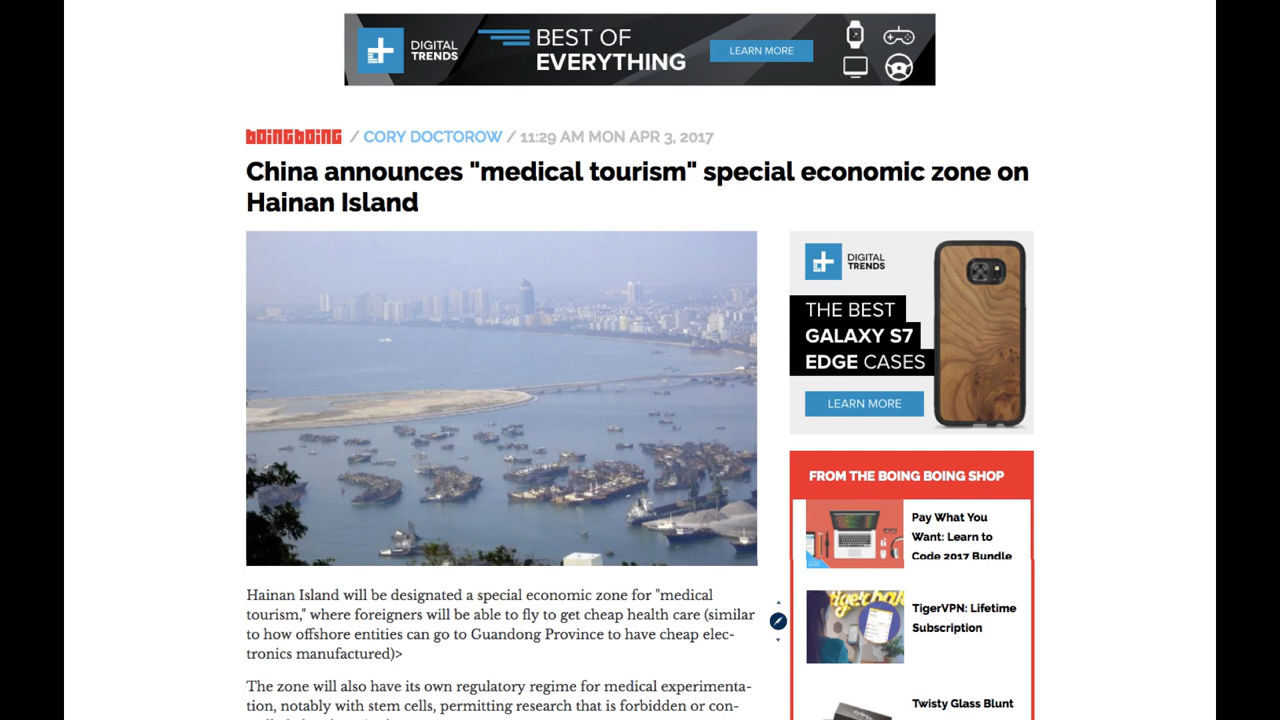 DIGITAL
TRENDS
BEST OF
EVERYTHING
LEARN MORE
boingboing / CORY DOCTOROW / 11:29 AM MON APR 3, 2017
China announces "medical tourism" special economic zone on
Hainan Island
DIGITAL
TRENDS
THE BEST
GALAXY S7
EDGE CASES
LEARN MORE
FROM THE BOING BOING SHOP
Pay What You
Want: Learn to
Code 2017 Bundle
TigerVPN: Lifetime
Subscription
Twisty Glass Blunt
Hainan Island will be designated a special economic zone for "medical
tourism," where foreigners will be able to fly to get cheap health care (similar
to how offshore entities can go to Guandong Province to have cheap elec-
tronics manufactured)>
The zone will also have its own regulatory regime for medical experimenta-
tion, notably with stem cells, permitting research that is forbidden or con-